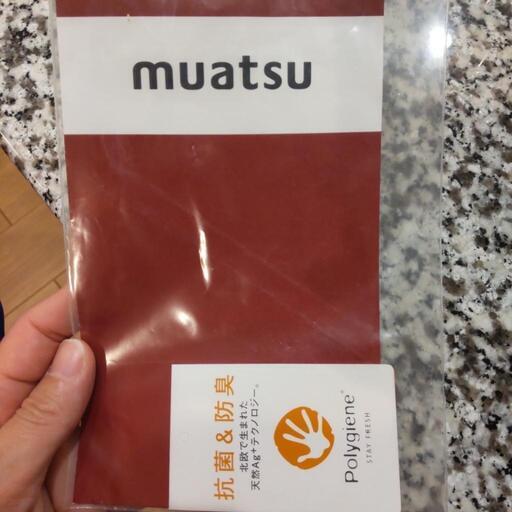 muatsu
抗菌&防臭
北欧で生まれた
天然Ag+テクノロジー。
Polygiene®
STAY FRESH